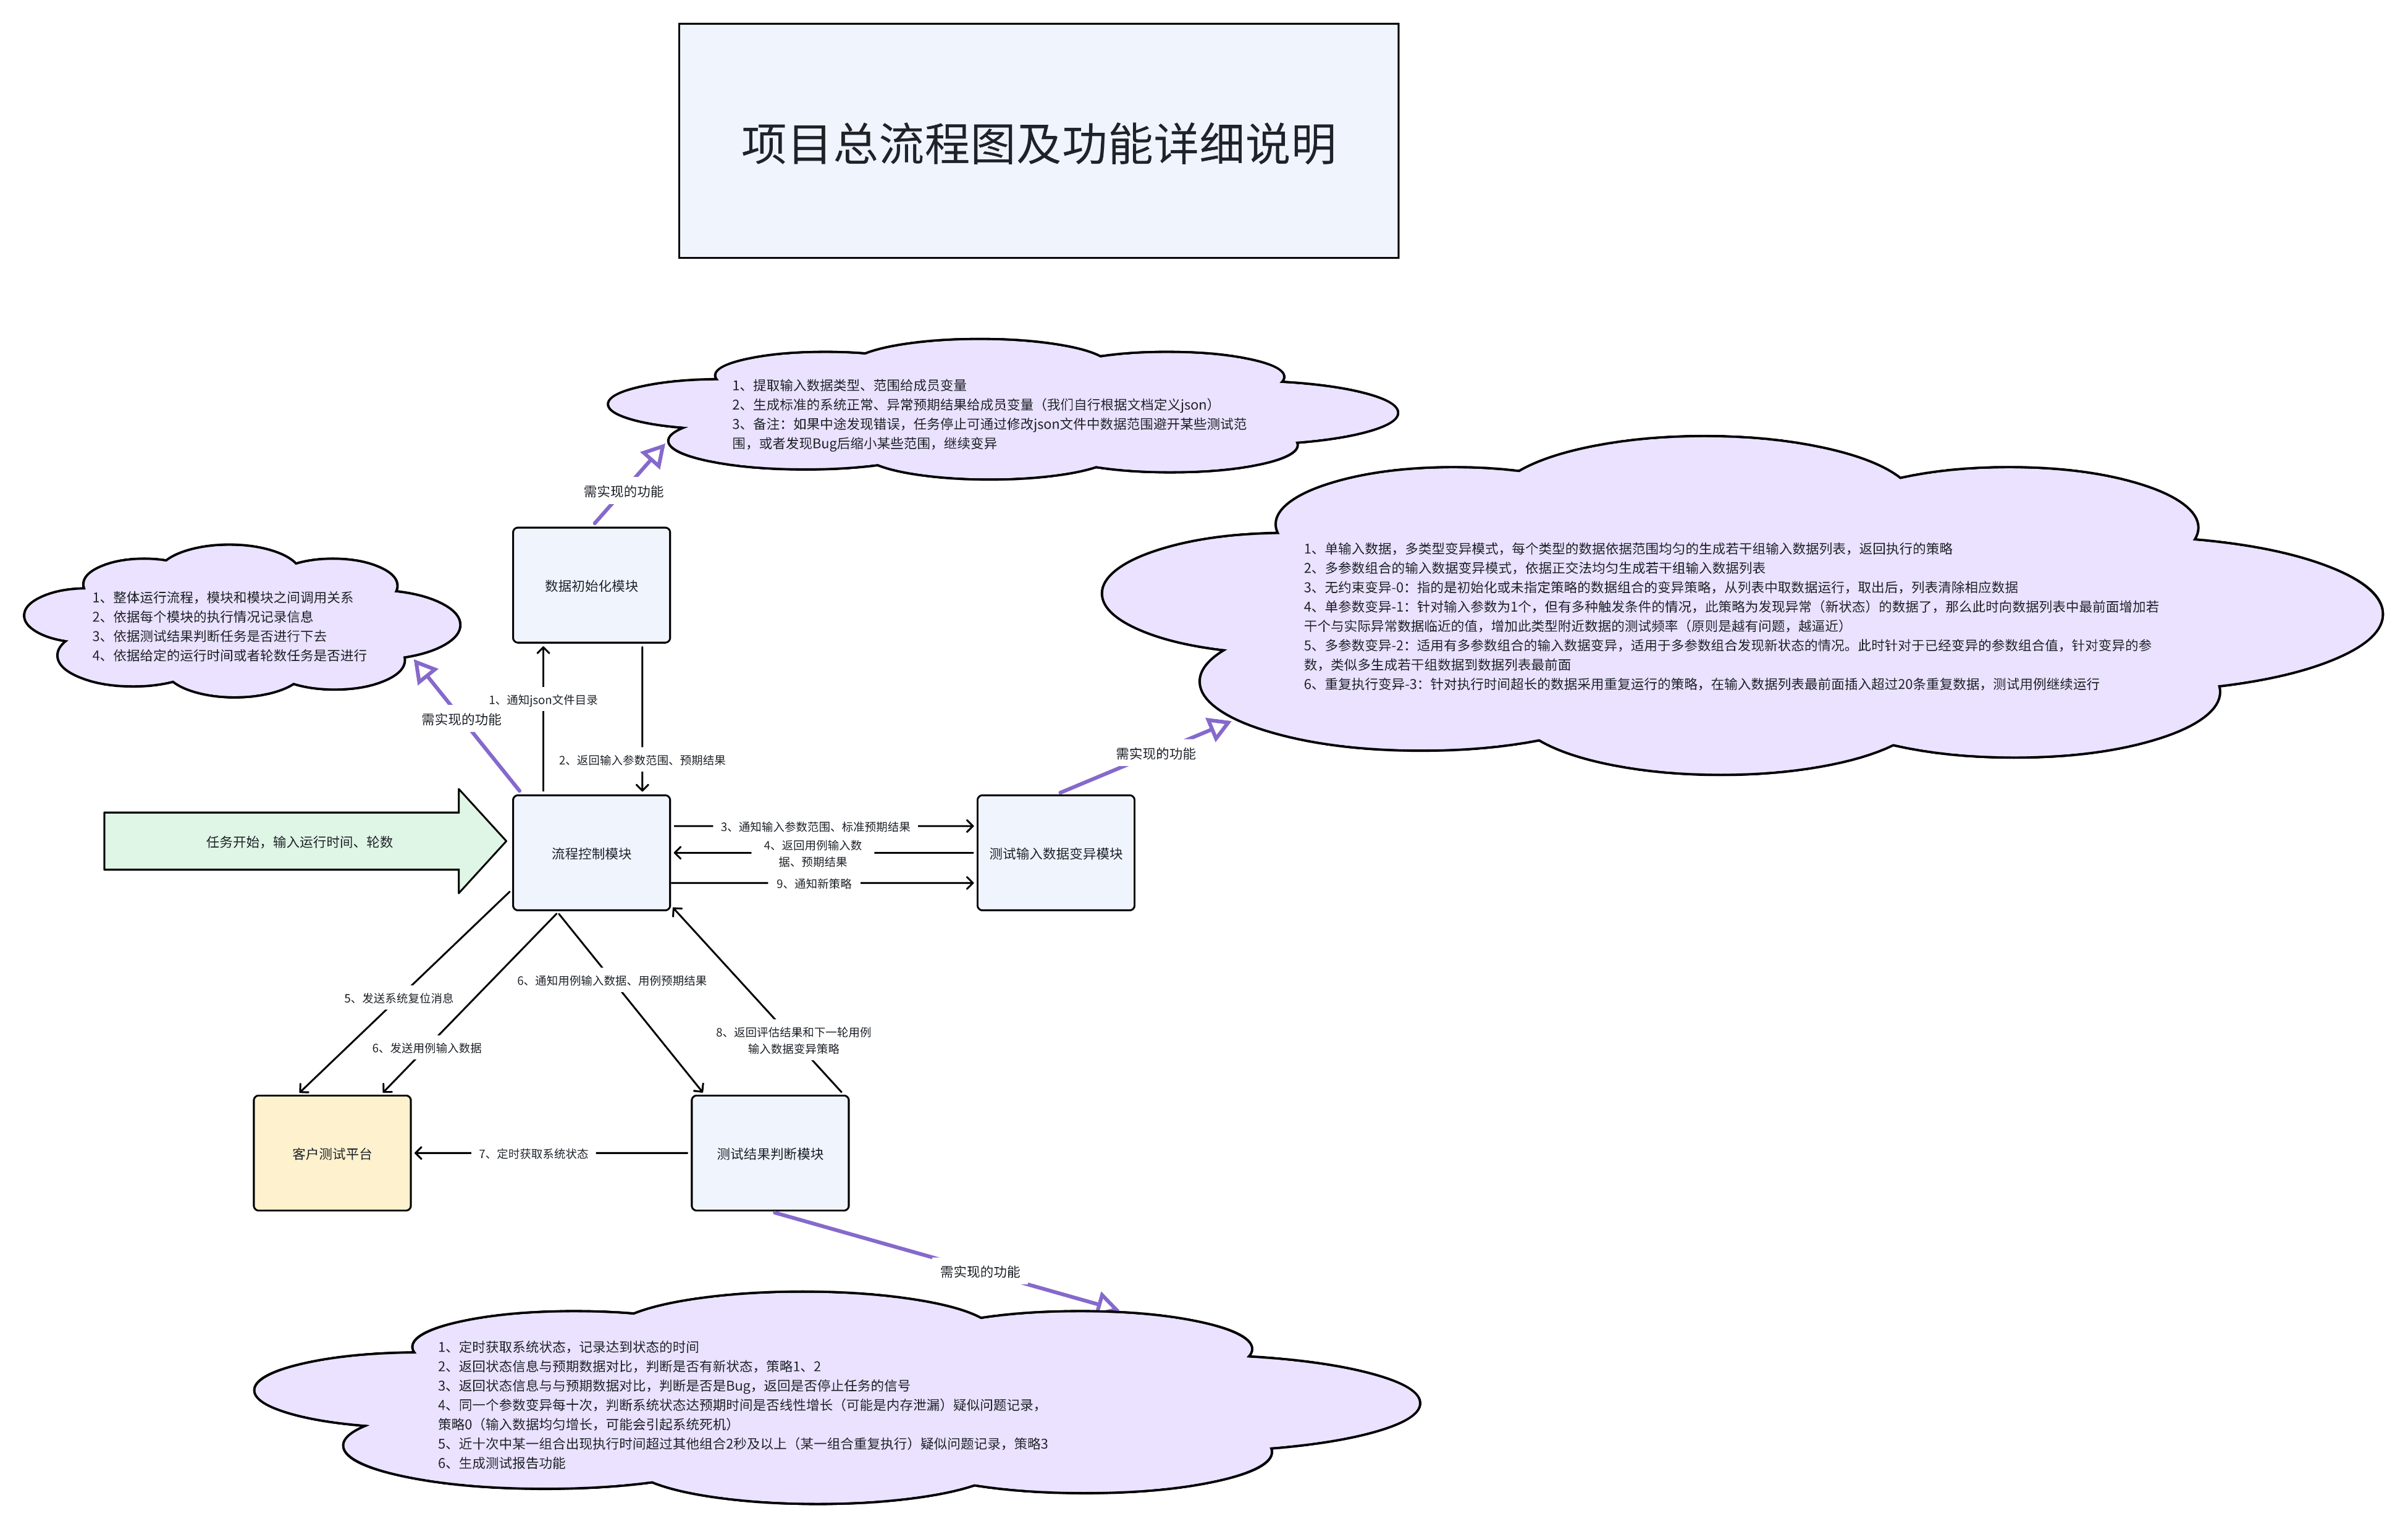 项目总流程图及功能详细说明
1、提取输入数据类型、范围给成员变量
2、生成标准的系统正常、异常预期结果给成员变量（我们自行根据文档定义json）
3、备注：如果中途发现错误，任务停止可通过修改json文件中数据范围避开某些测试范
围，或者发现Bug后缩小某些范围，继续变异
需实现的功能
数据初始化模块
1、单输入数据，多类型变异模式，每个类型的数据依据范围均匀的生成若干组输入数据列表，返回执行的策略
2、多参数组合的输入数据变异模式，依据正交法均匀生成若干组输入数据列表
3、无约束变异-0：指的是初始化或未指定策略的数据组合的变异策略，从列表中取数据运行，取出后，列表清除相应数据
4、单参数变异-1：针对输入参数为1个，但有多种触发条件的情况，此策略为发现异常（新状态）的数据了，那么此时向数据列表中最前面增加若
干个与实际异常数据临近的值，增加此类型附近数据的测试频率（原则是越有问题，越逼近）
5、多参数变异-2：适用有多参数组合的输入数据变异，适用于多参数组合发现新状态的情况。此时针对于已经变异的参数组合值，针对变异的参
数，类似多生成若干组数据到数据列表最前面
6、重复执行变异-3：针对执行时间超长的数据采用重复运行的策略，在输入数据列表最前面插入超过20条重复数据，测试用例继续运行
1、整体运行流程，模块和模块之间调用关系
2、依据每个模块的执行情况记录信息
3、依据测试结果判断任务是否进行下去
4、依据给定的运行时间或者轮数任务是否进行
1、通知json文件目录
需实现的功能
2、返回输入参数范围、预期结果
需实现的功能
任务开始，输入运行时间、轮数
流程控制模块
3、通知输入参数范围、标准预期结果
4、返回用例输入数
据、预期结果
9、通知新策略
测试输入数据变异模块
6、通知用例输入数据、用例预期结果
5、发送系统复位消息
8、返回评估结果和下一轮用例
输入数据变异策略
6、发送用例输入数据
客户测试平台
7、定时获取系统状态
测试结果判断模块
需实现的功能
1、定时获取系统状态，记录达到状态的时间
2、返回状态信息与预期数据对比，判断是否有新状态，策略1、2
3、返回状态信息与与预期数据对比，判断是否是Bug，返回是否停止任务的信号
4、同一个参数变异每十次，判断系统状态达预期时间是否线性增长（可能是内存泄漏）疑似问题记录，
策略0（输入数据均匀增长，可能会引起系统死机）
5、近十次中某一组合出现执行时间超过其他组合2秒及以上（某一组合重复执行）疑似问题记录，策略3
6、生成测试报告功能